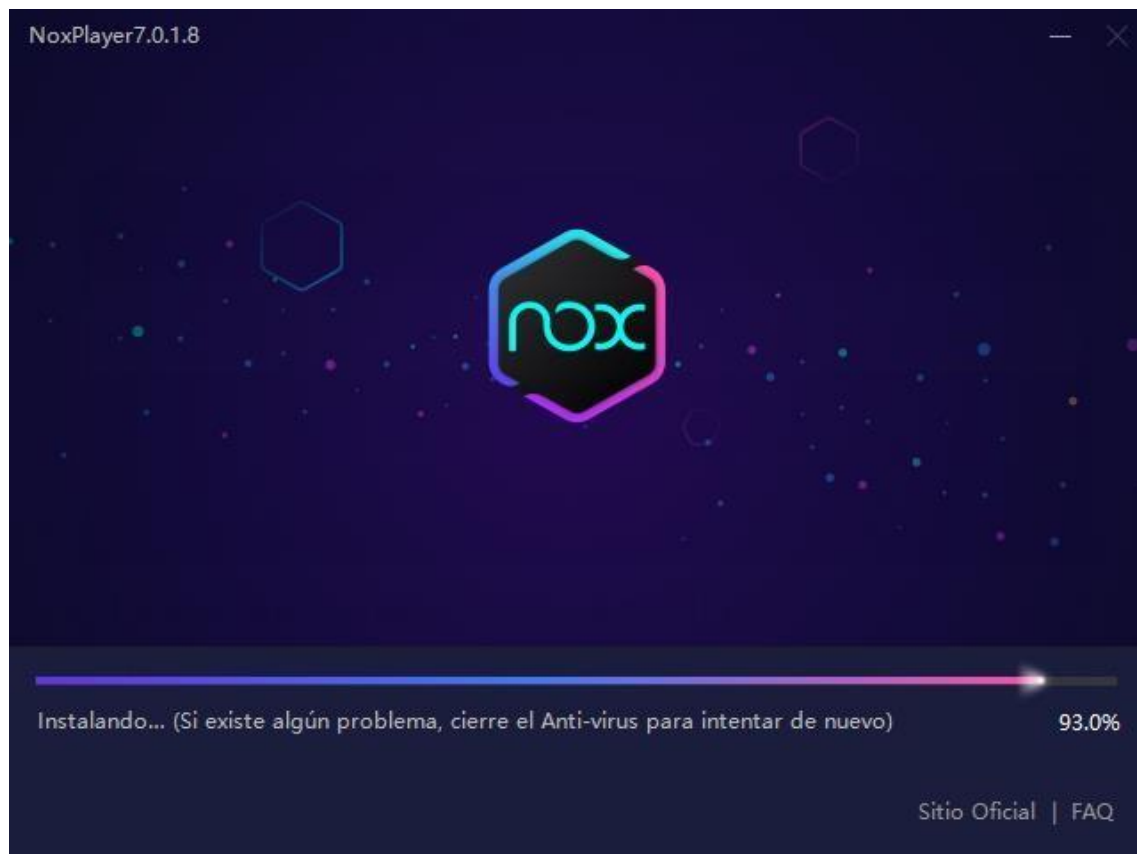 NoxPlayer7.0.1.8
nox
Instalando... (Si existe algún problema, cierre el Anti-virus para intentar de nuevo)
93.0%
Sitio Oficial | FAQ